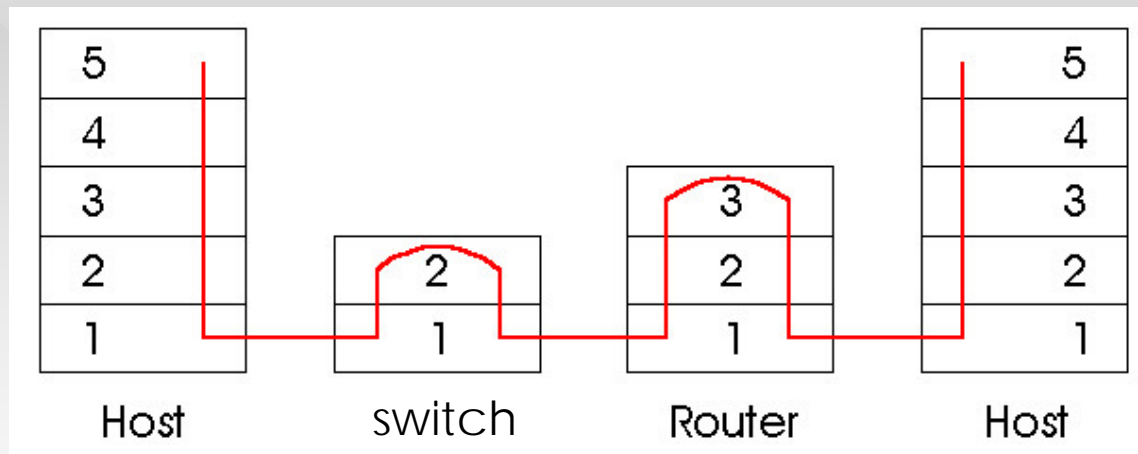 5 5
4 4
3 3 3
2 2 2 2
1 1 1 1
Host switch Router Host